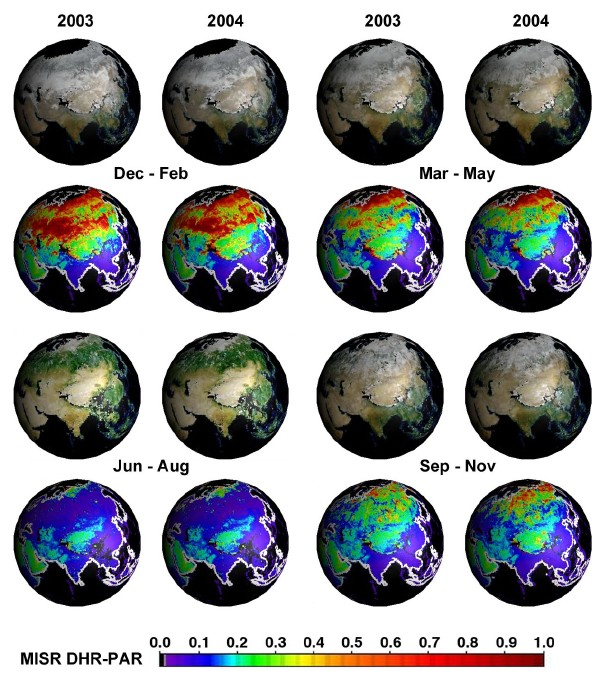 2003 2004 2003 2004
Dec - Feb Mar - May
Jun - Aug Sep - Nov
0.0 0.1 0.2 0.3 0.4 0.5 0.6 0.7 0.8 0.9 1.0
MISR DHR-PAR